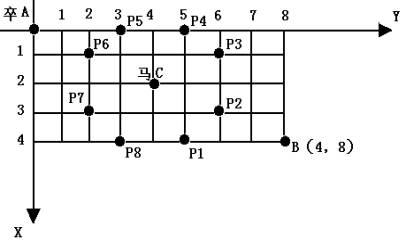 卒A 1 2 3 4 5 6 7 8 Y
P5 P4
1 P6 P3
2 马C
3 P7 P2
4 P8 P1 B (4, 8)
X